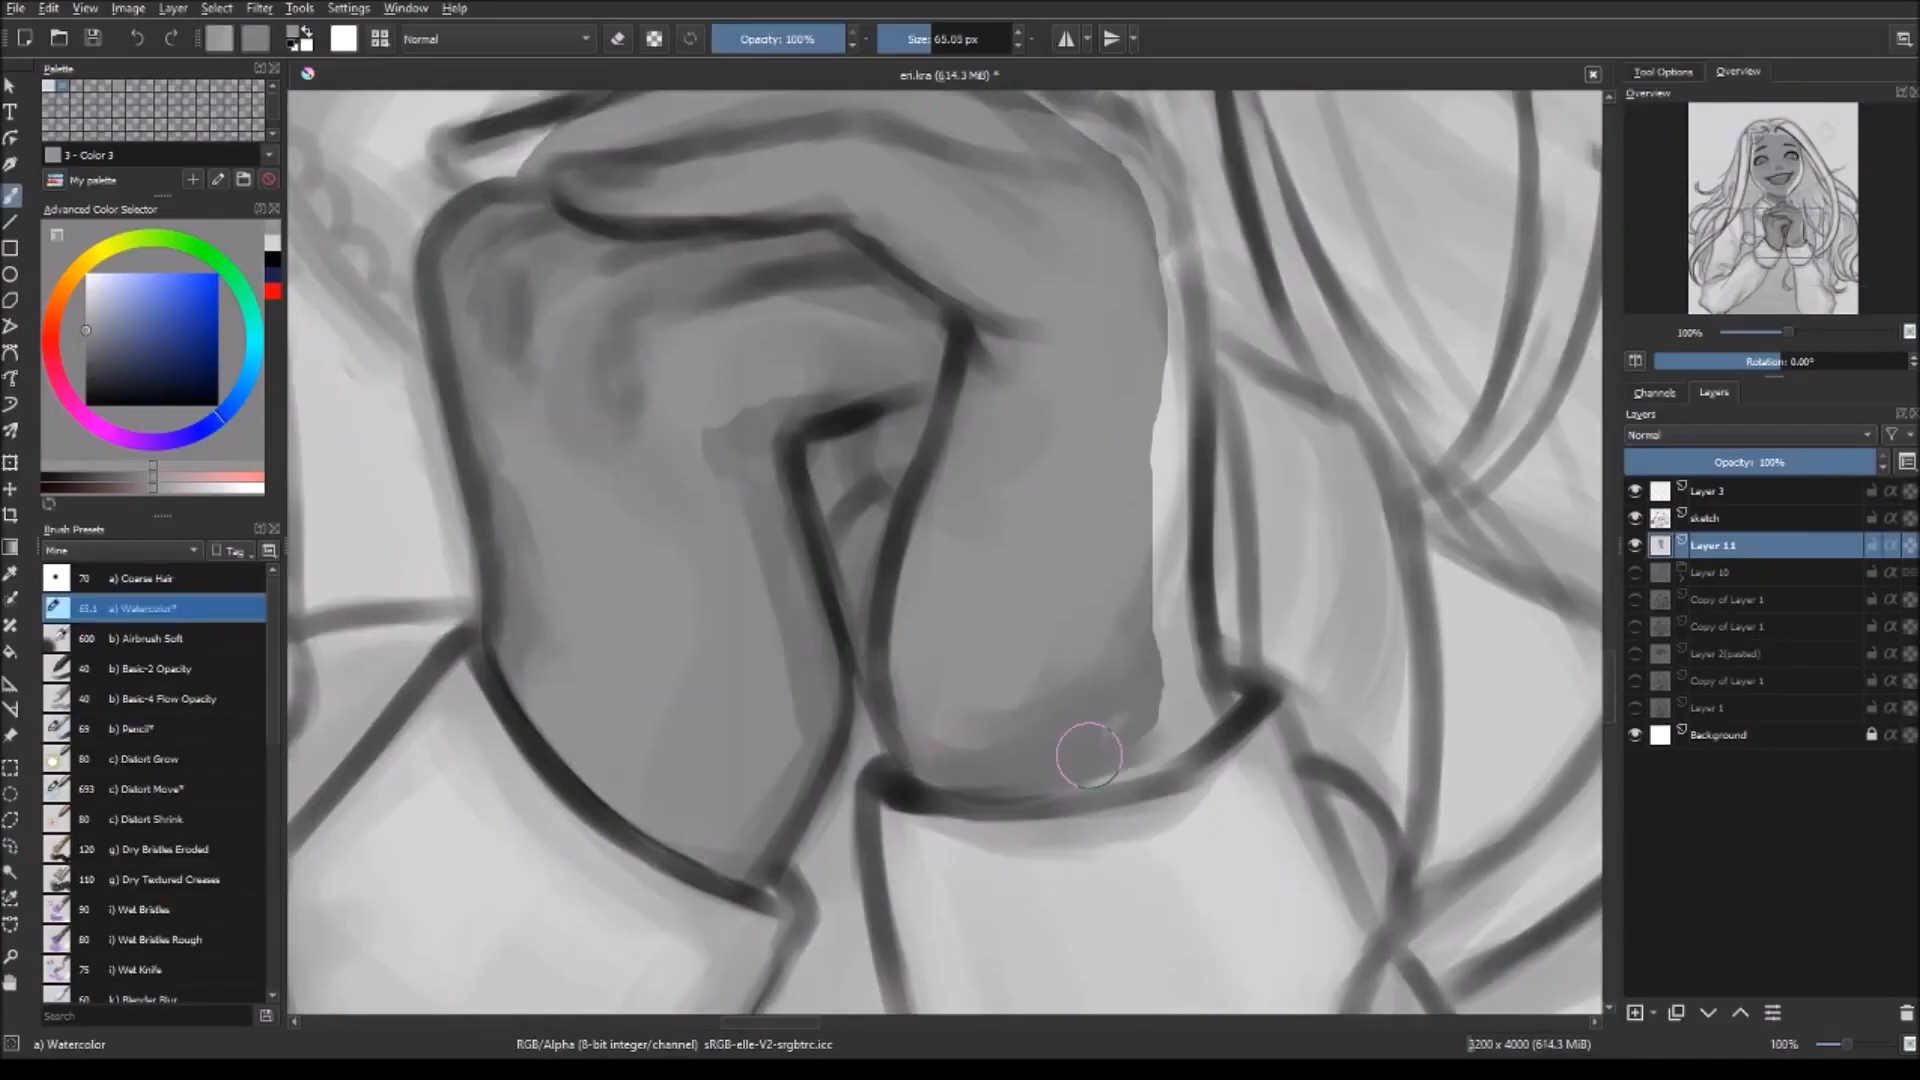 File Edit View Image Layer Select Filter Tools Settings Window Help
Normal
Opacity: 100%
Size: 65.05 px
Palette
3 - Color 3
My palette
Advanced Color Selector
Brush Presets
Mine
Tag
70 a) Coarse Hair
65.1 a) Watercolor*
600 b) Airbrush Soft
40 b) Basic-2 Opacity
40 b) Basic-4 Flow Opacity
69 b) Pencil*
80 c) Distort Grow
693 c) Distort Move*
80 c) Distort Shrink
120 g) Dry Bristles Eroded
110 g) Dry Textured Creases
90 i) Wet Bristles
80 i) Wet Bristles Rough
75 i) Wet Knife
60 k) Blender Blur
Search
a) Watercolor
en.kra (614.3 MiB) *
RGB/Alpha (8-bit integer/channel) sRGB-elle-V2-srgbtrc.icc
3200 x 4000 (614.3 MiB)
100%
Tool Options Overview
Overview
100%
Rotation: 0.00°
Channels Layers
Layers
Normal
Opacity: 100%
Layer 3
sketch
Layer 11
Layer 10
Copy of Layer 1
Copy of Layer 1
Layer 2(pasted)
Copy of Layer 1
Layer 1
Background